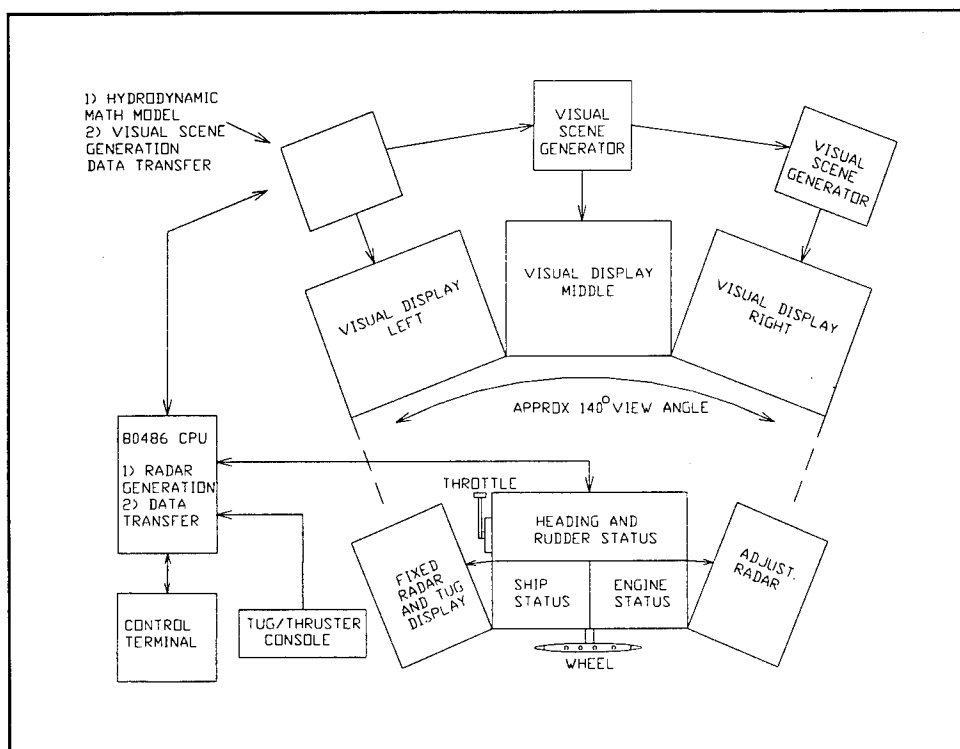 1) HYDRODYNAMIC
MATH MODEL
2) VISUAL SCENE
GENERATION
DATA TRANSFER
VISUAL
SCENE
GENERATOR
VISUAL
SCENE
GENERATOR
VISUAL DISPLAY
LEFT
VISUAL DISPLAY
MIDDLE
VISUAL DISPLAY
RIGHT
APPROX 140° VIEW ANGLE
80486 CPU
1) RADAR
GENERATION
2) DATA
TRANSFER
THROTTLE
HEADING AND
RUDDER STATUS
FIXED
RADAR
AND TUG
DISPLAY
SHIP
STATUS
ENGINE
STATUS
ADJUST.
RADAR
CONTROL
TERMINAL
TUG/THRUSTER
CONSOLE
WHEEL